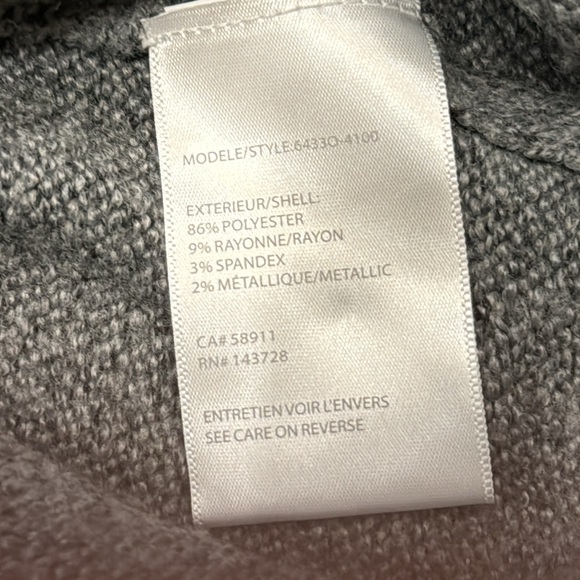 MODELE/STYLE:6433O-4100
EXTERIEUR/SHELL:
86% POLYESTER
9% RAYONNE/RAYON
3% SPANDEX
2% MÉTALLIQUE/METALLIC
CA# 58911
RN# 143728
ENTRETIEN VOIR L'ENVERS
SEE CARE ON REVERSE